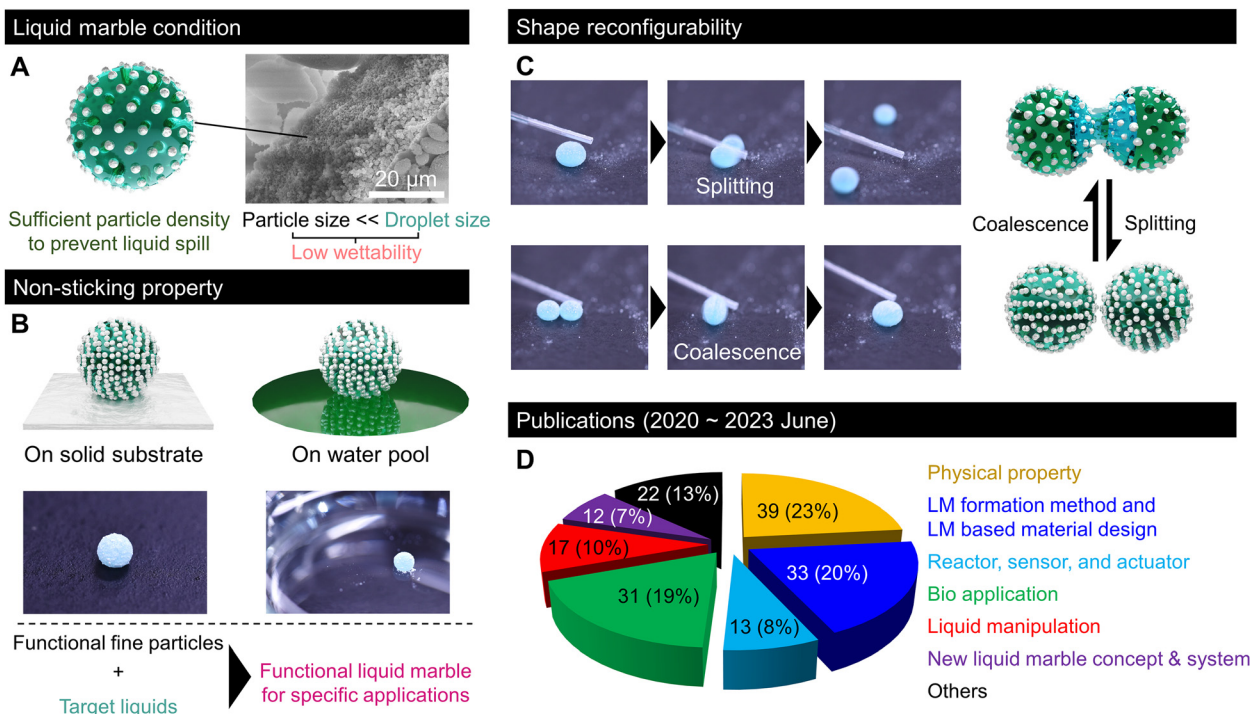 Liquid marble condition
A
20 μm
Sufficient particle density
to prevent liquid spill
Particle size << Droplet size
Low wettability
Non-sticking property
B
On solid substrate
On water pool
Functional fine particles
+
Target liquids
Functional liquid marble
for specific applications
Shape reconfigurability
C
Splitting
Coalescence
Coalescence
Splitting
Publications (2020 ~ 2023 June)
D
22 (13%)
39 (23%)
12 (7%)
17 (10%)
33 (20%)
31 (19%)
13 (8%)
Physical property
LM formation method and
LM based material design
Reactor, sensor, and actuator
Bio application
Liquid manipulation
New liquid marble concept & system
Others